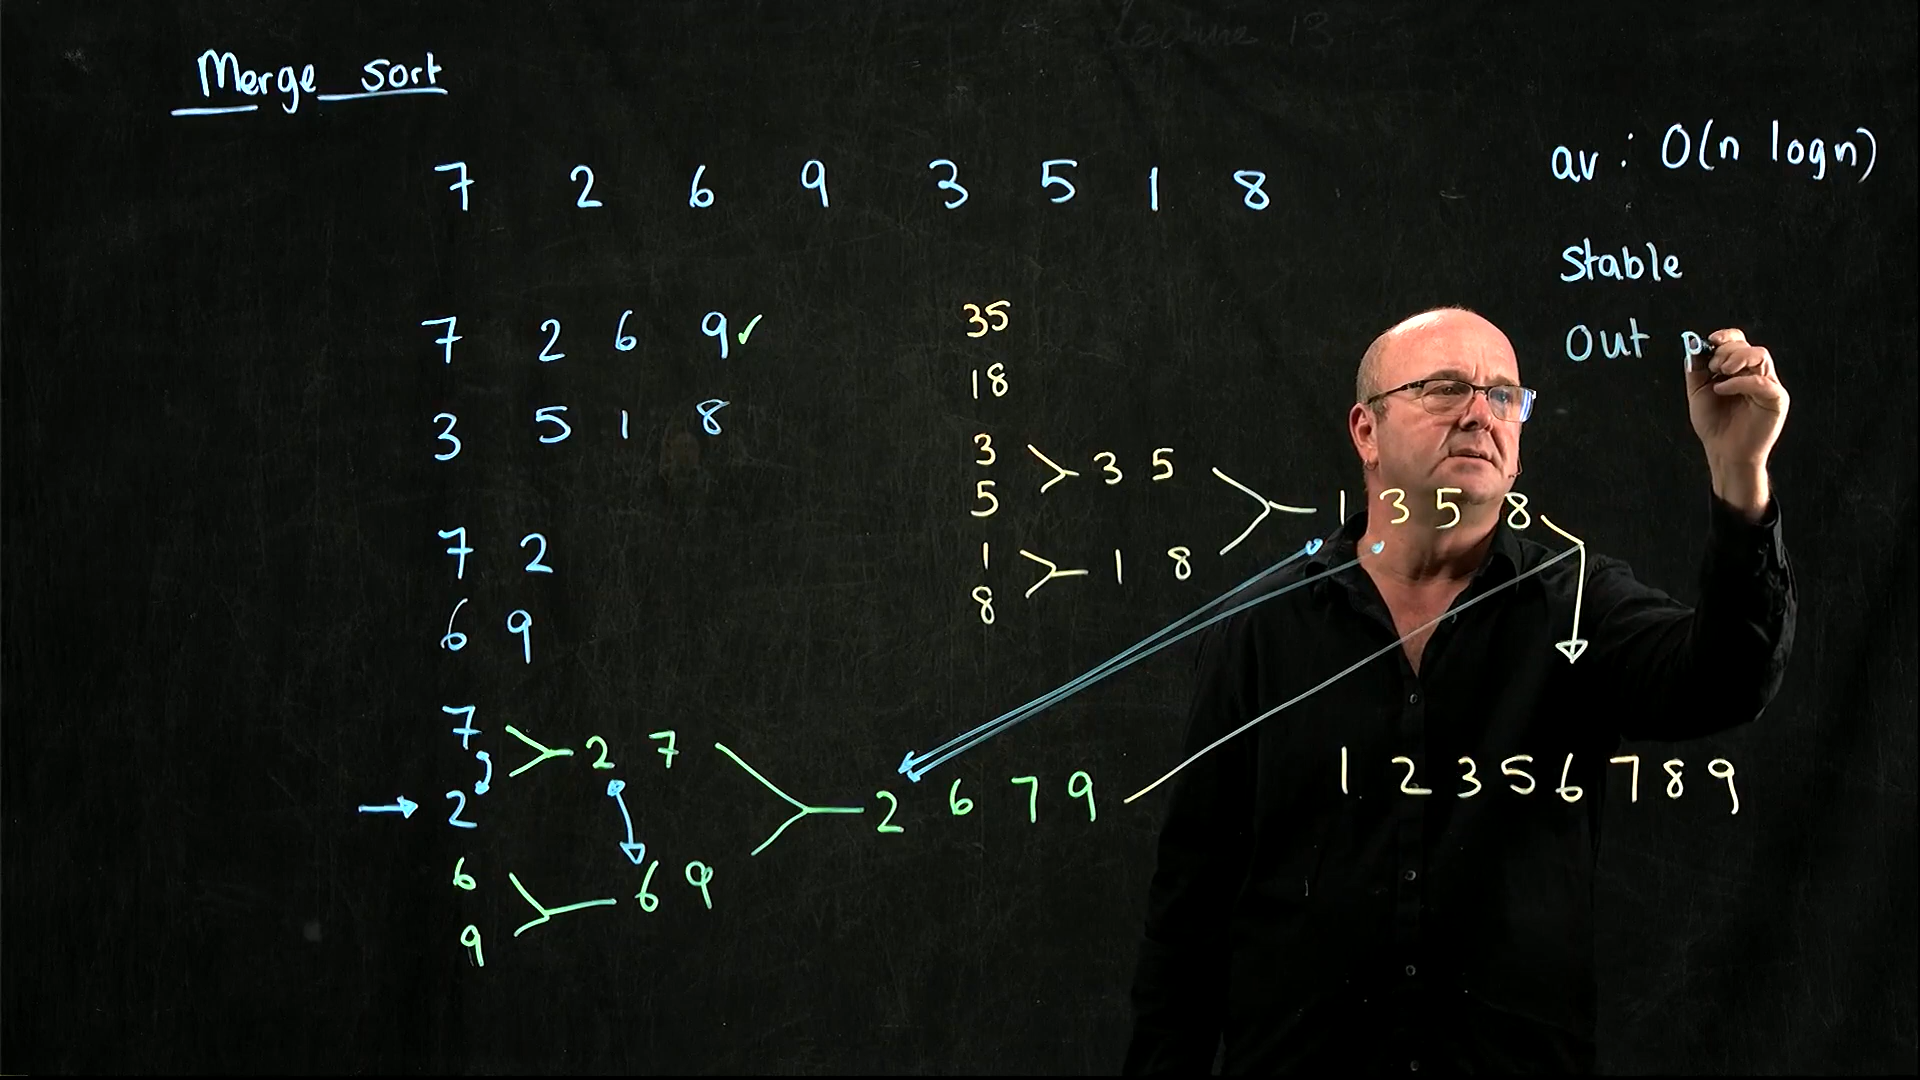 Lecture 13
Merge sort
av : O(n logn)
7 2 6 9 3 5 1 8
Stable
Out p
7 2 6 9 ✓
3 5 1 8
7 2
6 9
7
2
6
9
2 7
6 9
2 6 7 9
35
18
3
5
1
8
3 5
1 8
1 3 5 8
1 2 3 5 6 7 8 9